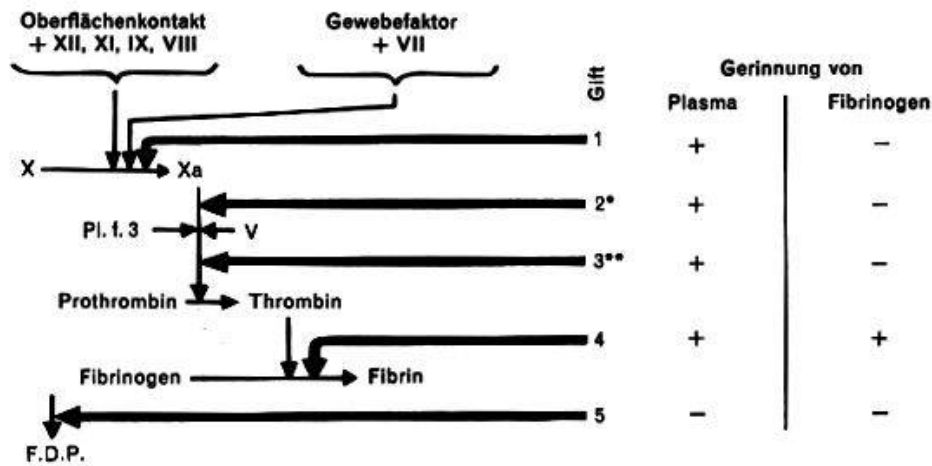 Oberflächenkontakt
+ XII, XI, IX, VIII
Gewebefaktor
+ VII
Gift
Gerinnung von
Plasma
Fibrinogen
1
+
−
X
Xa
2*
+
−
Pl. f. 3
V
3**
+
−
Prothrombin
Thrombin
4
+
+
Fibrinogen
Fibrin
5
−
−
F.D.P.